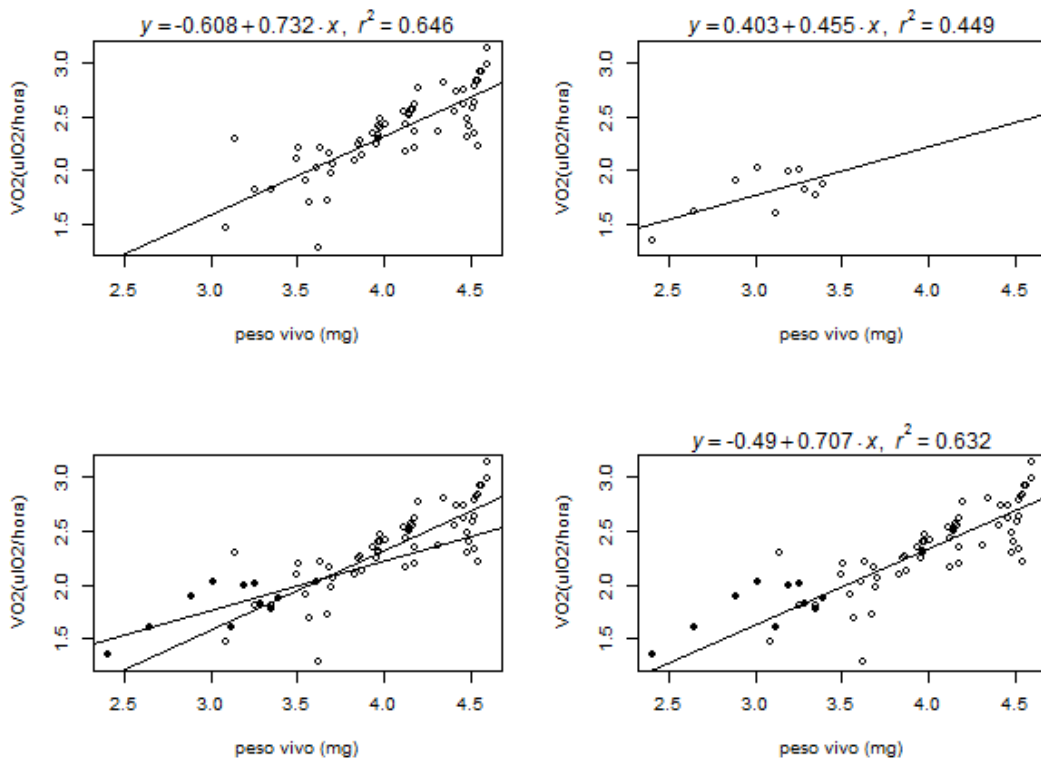 y = -0.608 + 0.732 · x, r² = 0.646
VO2(ulO2/hora)
3.0
2.5
2.0
1.5
2.5 3.0 3.5 4.0 4.5
peso vivo (mg)
y = 0.403 + 0.455 · x, r² = 0.449
VO2(ulO2/hora)
3.0
2.5
2.0
1.5
2.5 3.0 3.5 4.0 4.5
peso vivo (mg)
VO2(ulO2/hora)
3.0
2.5
2.0
1.5
2.5 3.0 3.5 4.0 4.5
peso vivo (mg)
y = -0.49 + 0.707 · x, r² = 0.632
VO2(ulO2/hora)
3.0
2.5
2.0
1.5
2.5 3.0 3.5 4.0 4.5
peso vivo (mg)